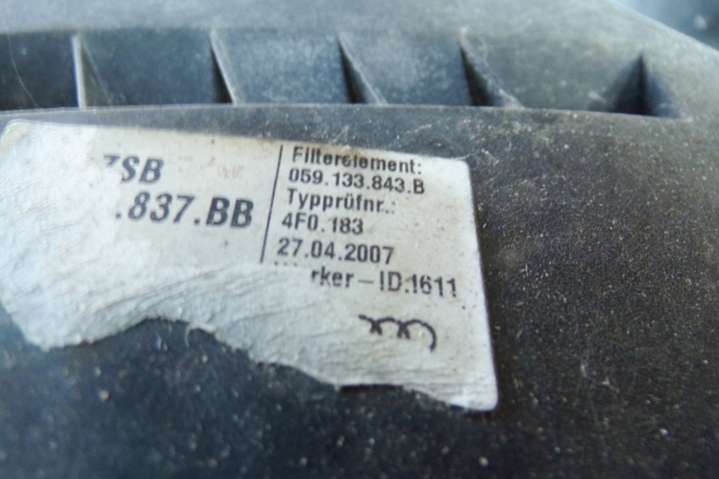 ZSB
.837.BB
Filterelement:
059.133.843.B
Typprüfnr.:
4F0.183
27.04.2007
rker-ID.1611